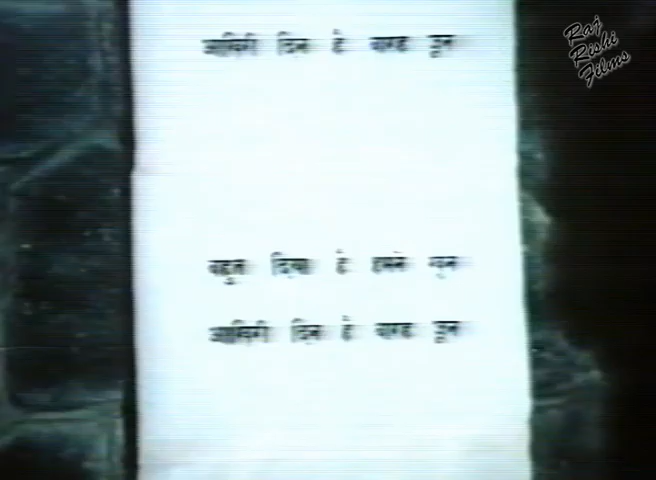 आखिरी दिन है बारह जून
Raj
Rishi
Films
बहुत दिया है हमने खून
आखिरी दिन है बारह जून